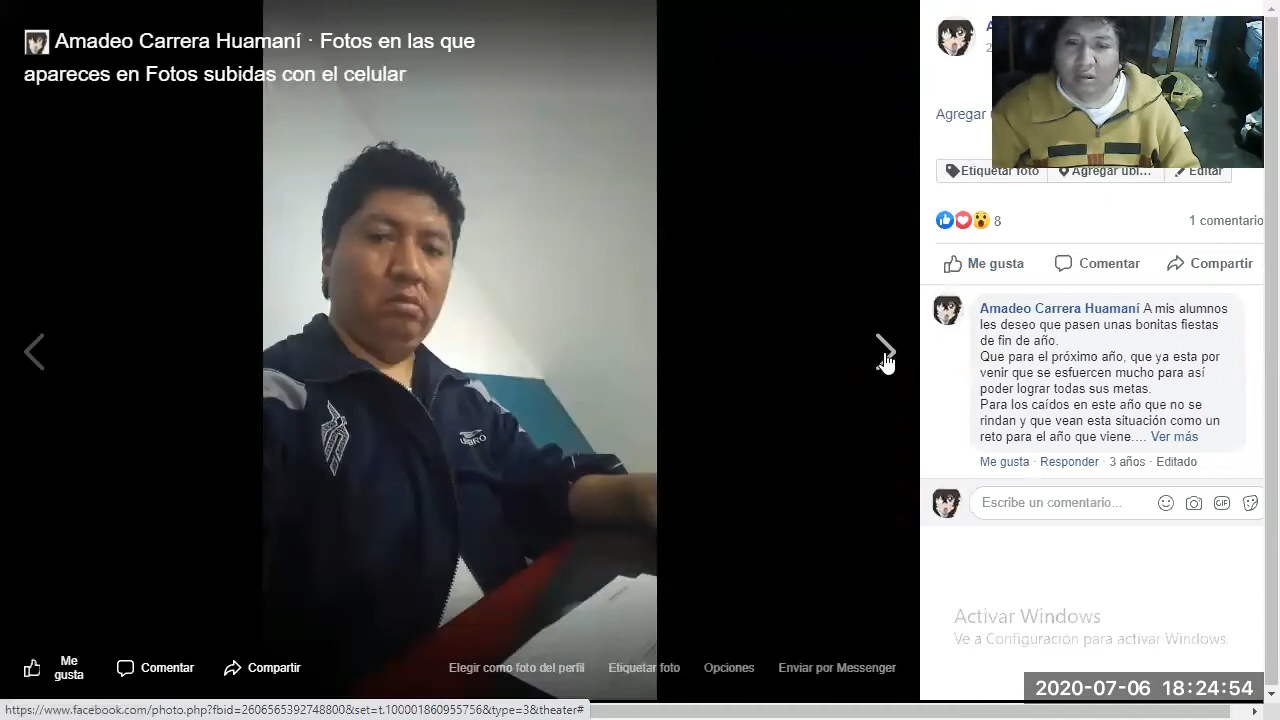 Amadeo Carrera Huamaní · Fotos en las que
apareces en Fotos subidas con el celular
Agregar
Etiquetar foto
Agregar ubi...
Editar
8
1 comentario
Me gusta
Comentar
Compartir
Amadeo Carrera Huamaní A mis alumnos
les deseo que pasen unas bonitas fiestas
de fin de año.
Que para el próximo año, que ya esta por
venir que se esfuercen mucho para así
poder lograr todas sus metas.
Para los caídos en este año que no se
rindan y que vean esta situación como un
reto para el año que viene.... Ver más
Me gusta · Responder · 3 años · Editado
Escribe un comentario...
GIF
UMBRO
Activar Windows
Ve a Configuración para activar Windows.
Me
gusta
Comentar
Compartir
Elegir como foto del perfil
Etiquetar foto
Opciones
Enviar por Messenger
2020-07-06 18:24:54
https://www.facebook.com/photo.php?fbid=2606565392748800&set=t.100001860955756&type=3&theater#